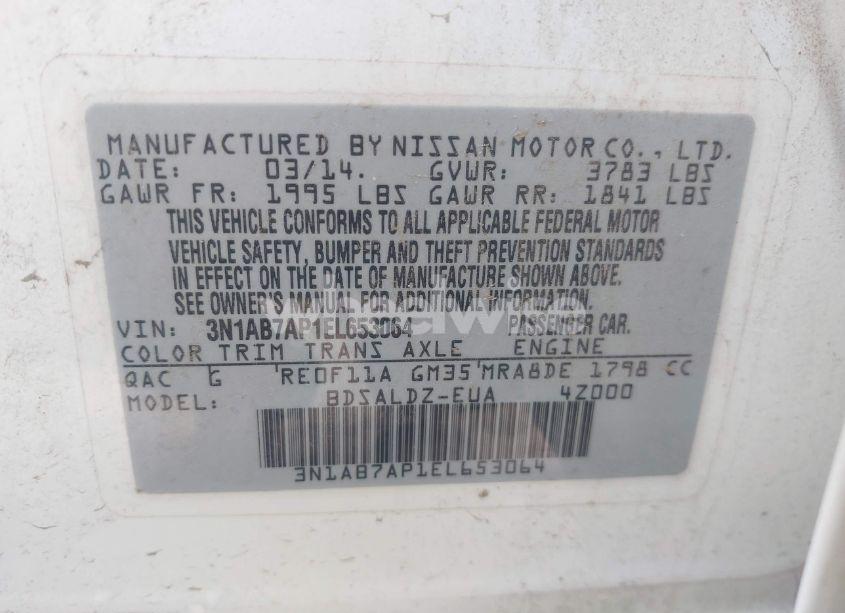 MANUFACTURED BY NISSAN MOTOR CO., LTD.
DATE: 03/14. GVWR: 3783 LBS
GAWR FR: 1995 LBS GAWR RR: 1841 LBS
THIS VEHICLE CONFORMS TO ALL APPLICABLE FEDERAL MOTOR
VEHICLE SAFETY, BUMPER AND THEFT PREVENTION STANDARDS
IN EFFECT ON THE DATE OF MANUFACTURE SHOWN ABOVE.
SEE OWNER'S MANUAL FOR ADDITIONAL INFORMATION.
VIN: 3N1AB7AP1EL653064 PASSENGER CAR.
COLOR TRIM TRANS AXLE ENGINE
QAC G RE0F11A GM35 MRA8DE 1798 CC
MODEL: BDSALDZ-EUA 4Z000
3N1AB7AP1EL653064